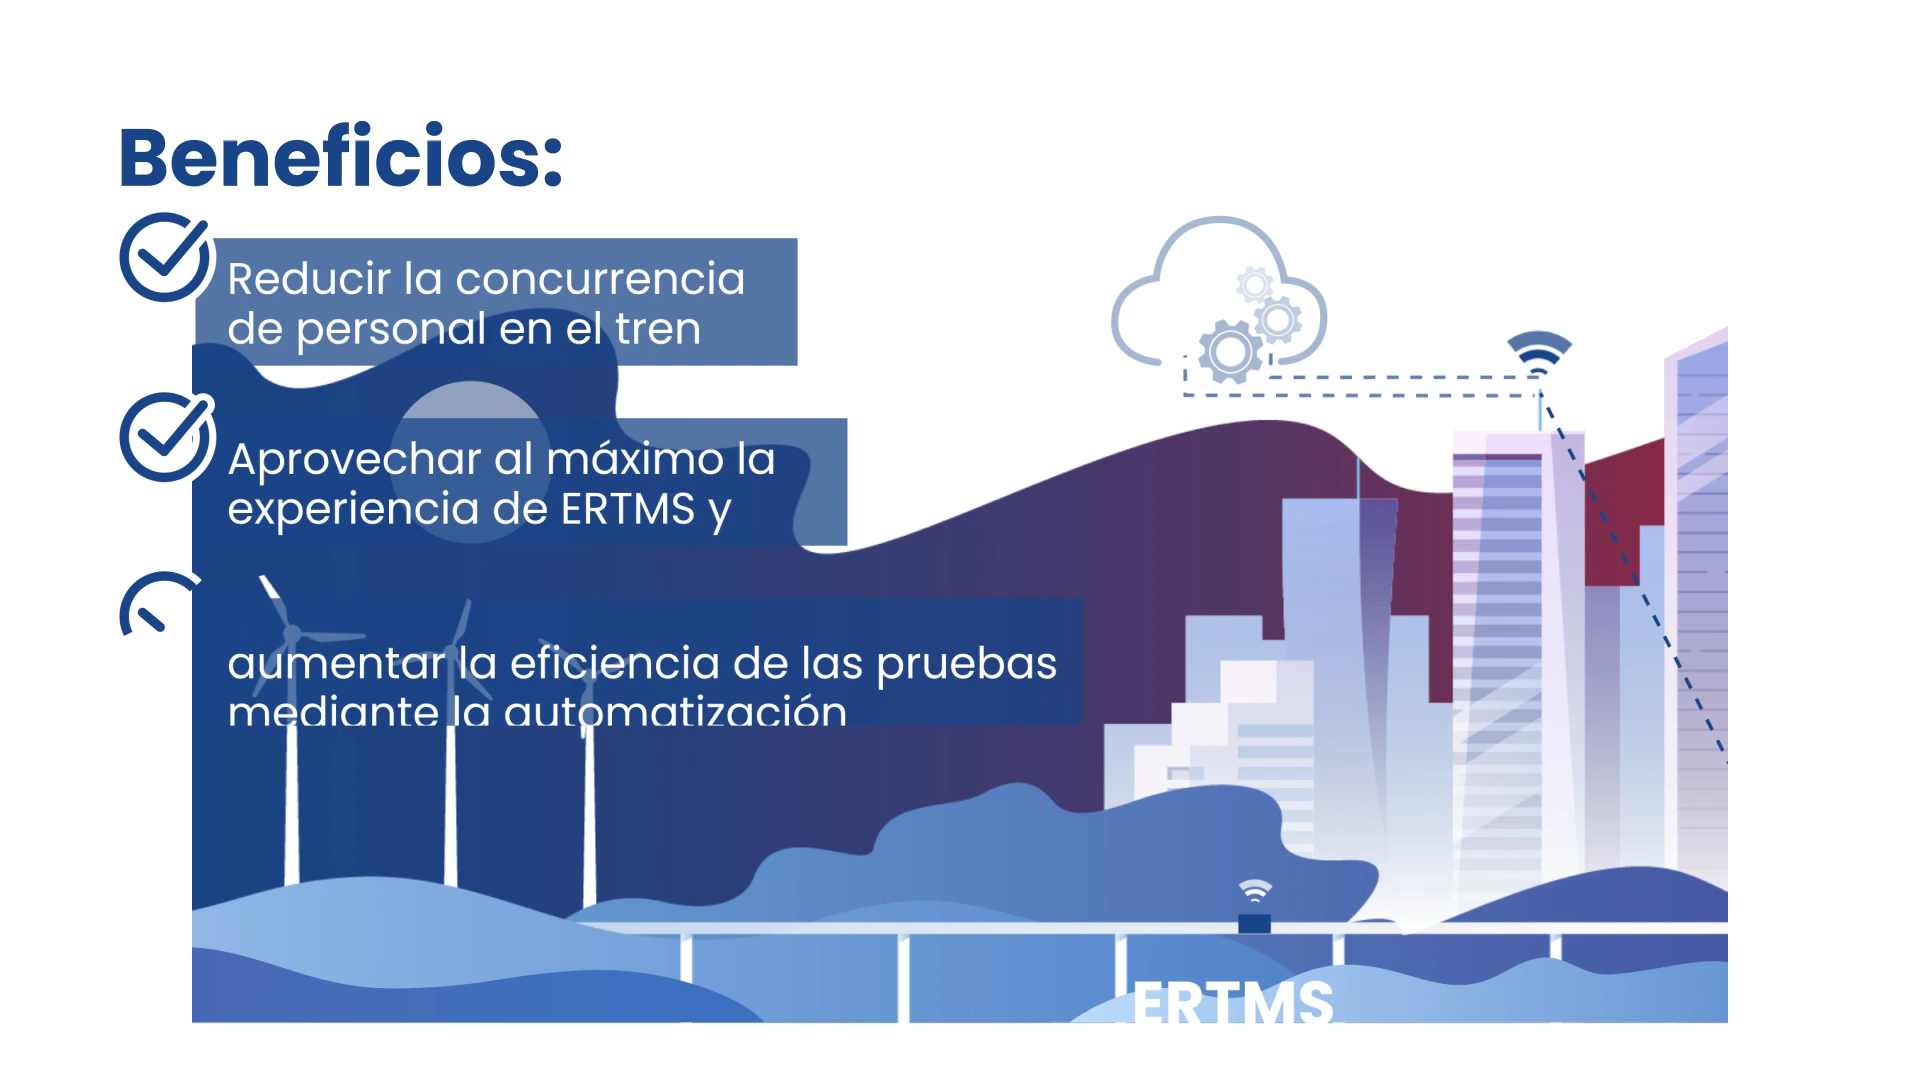 Beneficios:
Reducir la concurrencia
de personal en el tren
Aprovechar al máximo la
experiencia de ERTMS y
aumentar la eficiencia de las pruebas
mediante la automatización
ERTMS